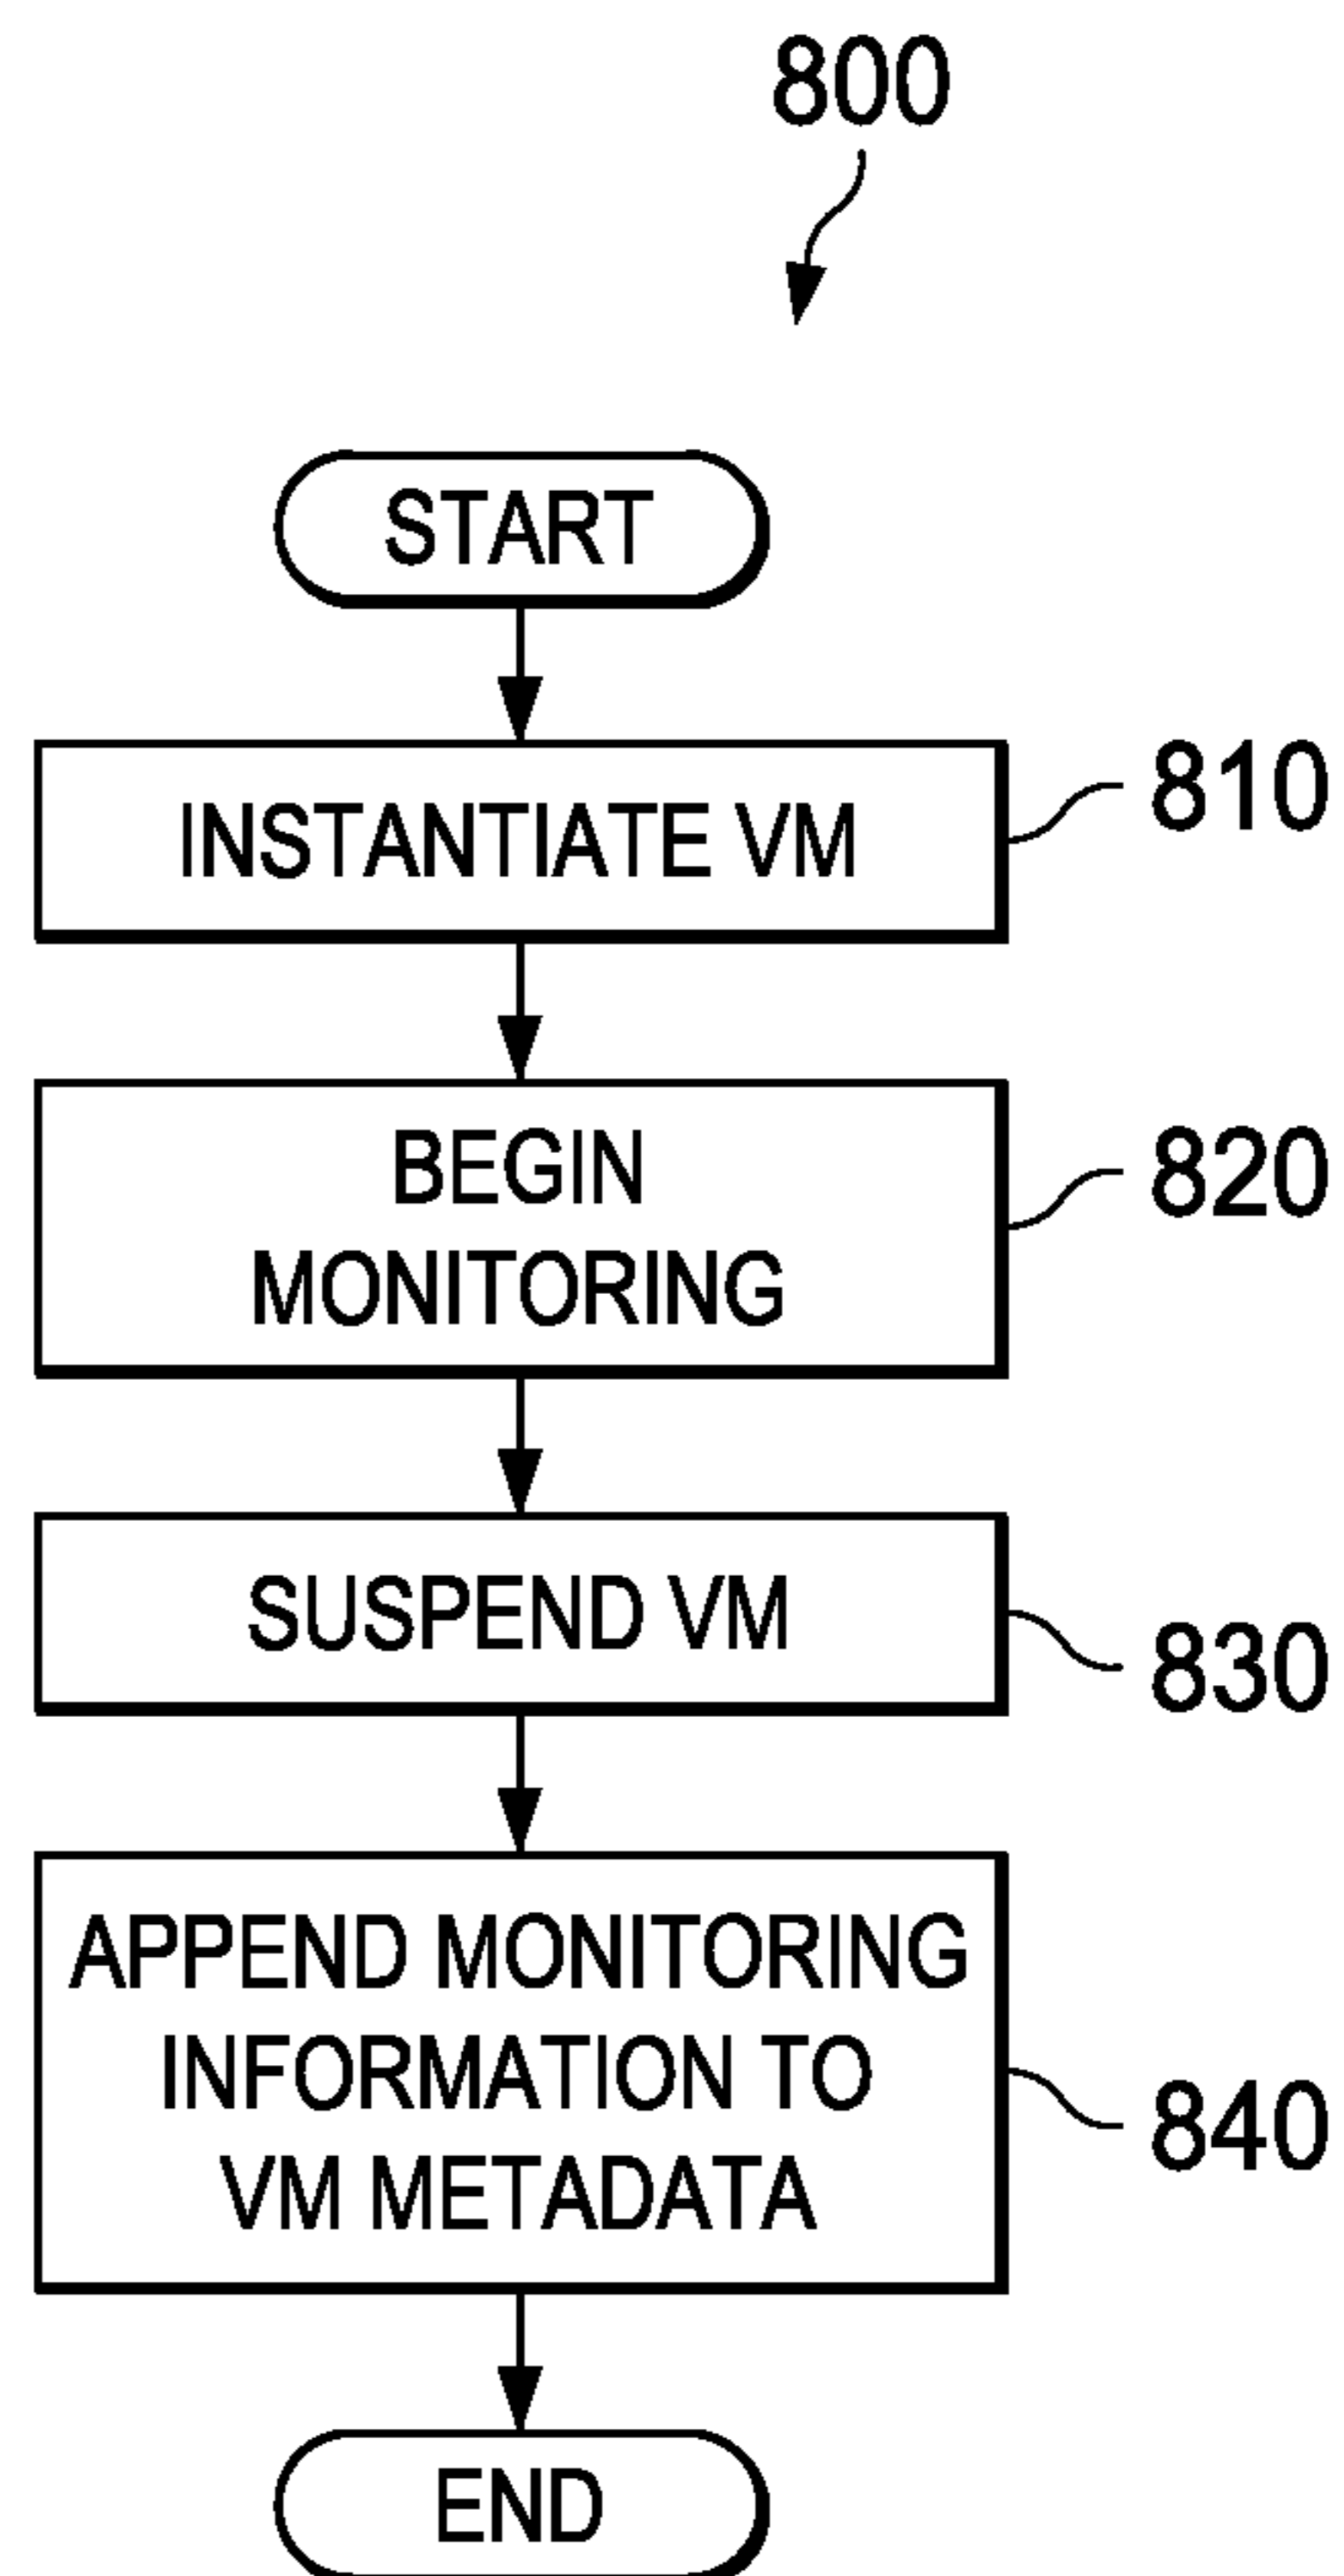 800
START
INSTANTIATE VM
810
BEGIN
MONITORING
820
SUSPEND VM
830
APPEND MONITORING
INFORMATION TO
VM METADATA
840
END